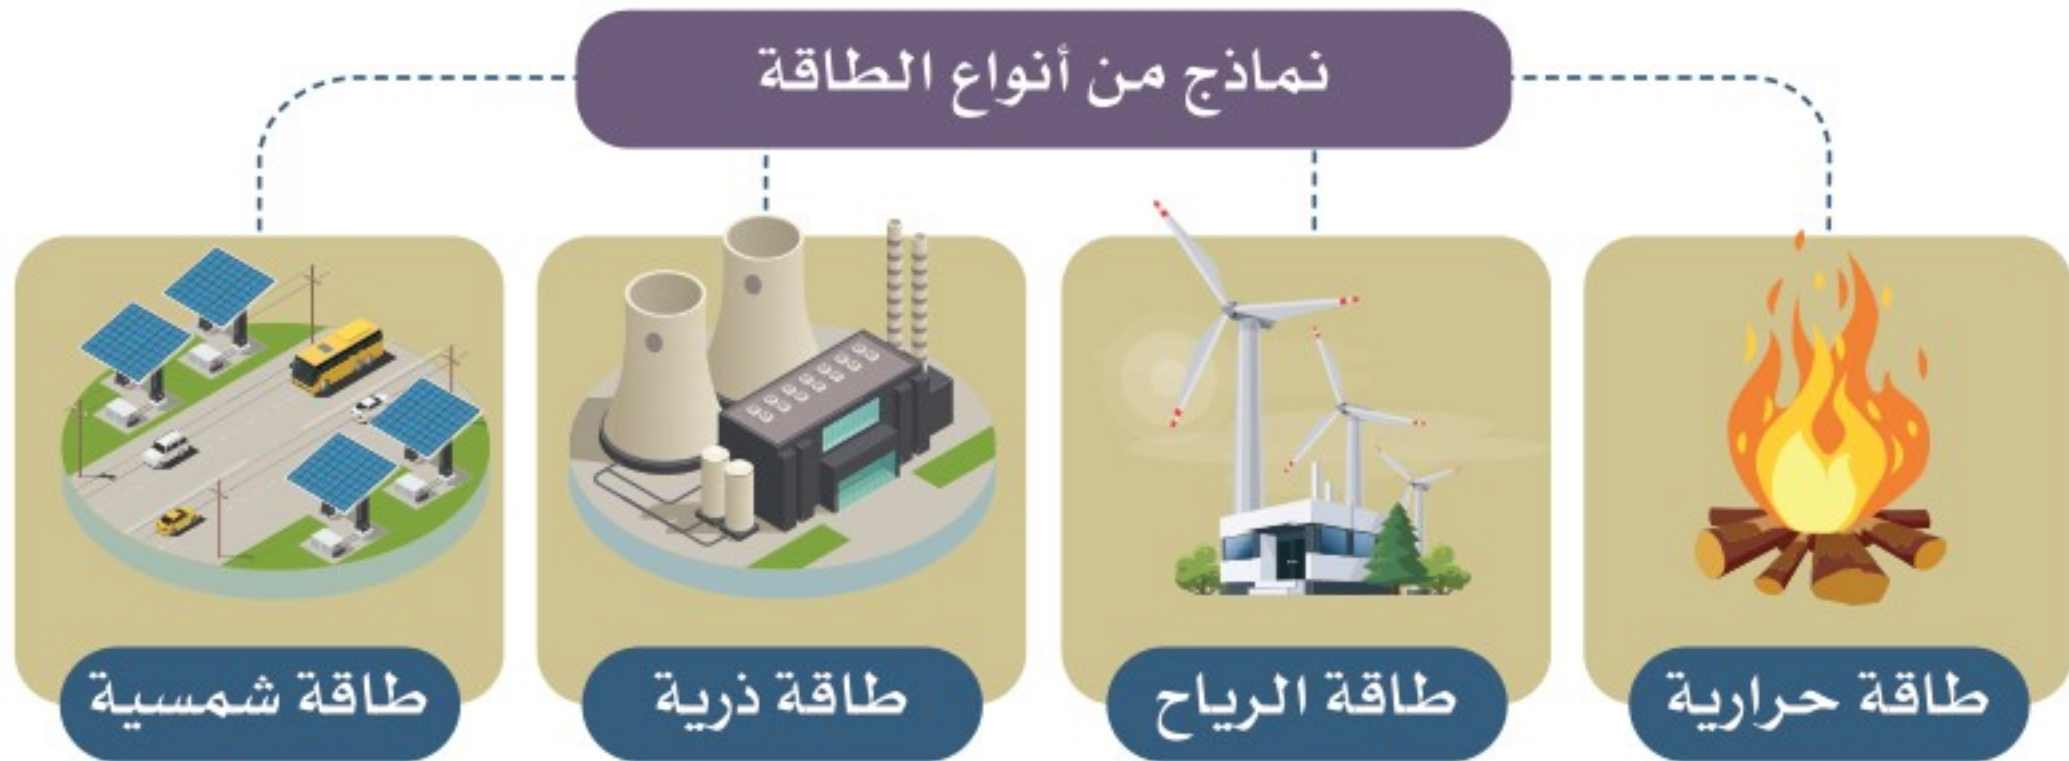 نماذج من أنواع الطاقة
طاقة حرارية
طاقة الرياح
طاقة ذرية
طاقة شمسية